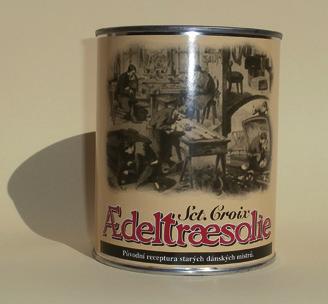 Sct. Croix
Ædeltræsolie
Původní receptura starých dánských mistrů.